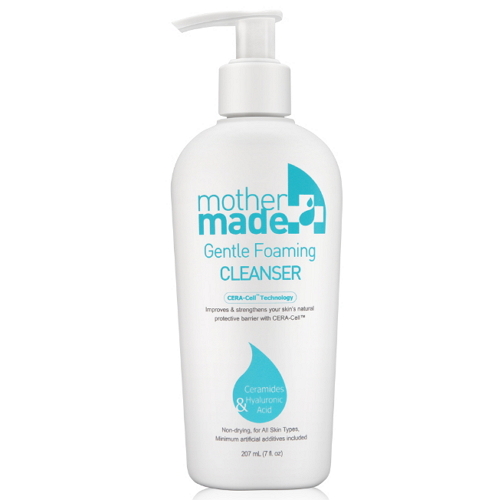 mother
made
Gentle Foaming
CLEANSER
CERA-Cell™ Technology
Improves & strengthens your skin's natural
protective barrier with CERA-Cell™
Ceramides
& Hyaluronic
Acid
Non-drying, for All Skin Types,
Minimum artificial additives included
207 mL (7 fl. oz)